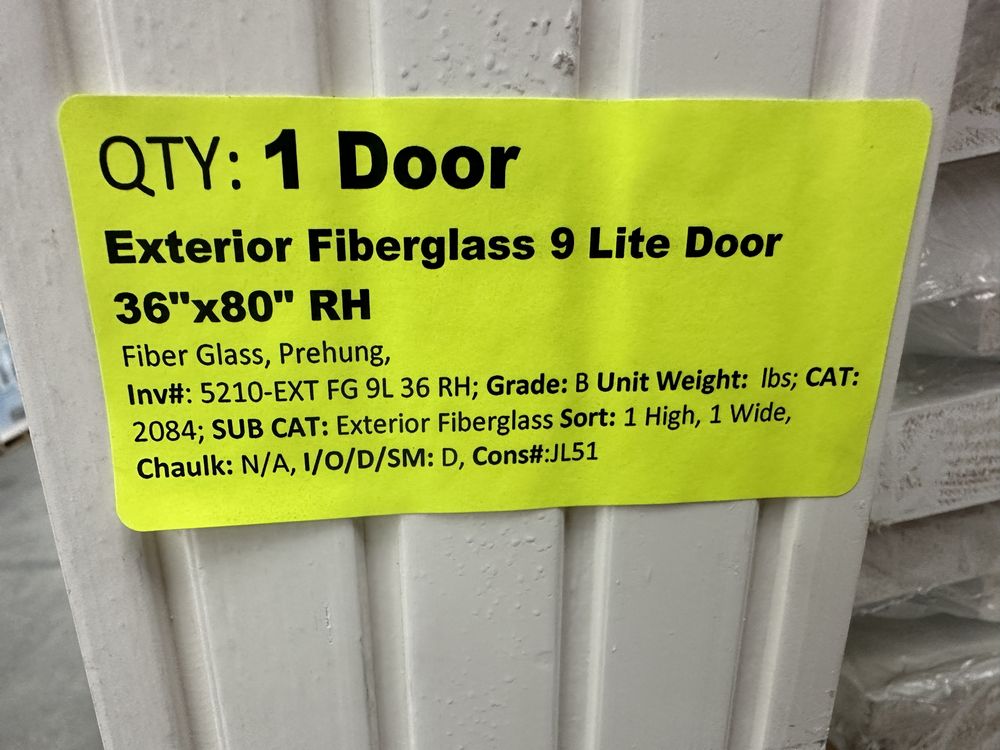 QTY: 1 Door
Exterior Fiberglass 9 Lite Door
36"x80" RH
Fiber Glass, Prehung,
Inv#: 5210-EXT FG 9L 36 RH; Grade: B Unit Weight: lbs; CAT:
2084; SUB CAT: Exterior Fiberglass Sort: 1 High, 1 Wide,
Chaulk: N/A, I/O/D/SM: D, Cons#:JL51